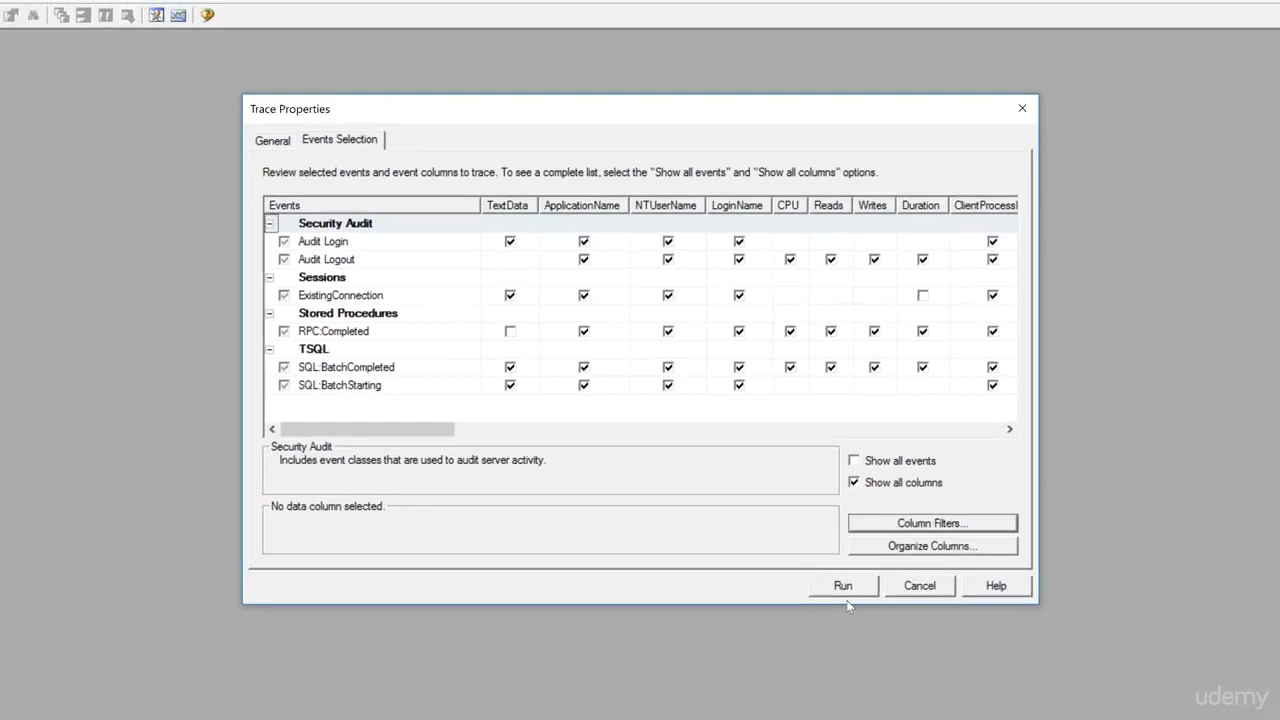 Trace Properties
General Events Selection
Review selected events and event columns to trace. To see a complete list, select the "Show all events" and "Show all columns" options.
Events TextData ApplicationName NTUserName LoginName CPU Reads Writes Duration ClientProcessI
Security Audit
Audit Login
Audit Logout
Sessions
ExistingConnection
Stored Procedures
RPC:Completed
TSQL
SQL:BatchCompleted
SQL:BatchStarting
Security Audit
Includes event classes that are used to audit server activity.
Show all events
Show all columns
No data column selected.
Column Filters...
Organize Columns...
Run Cancel Help
udemy